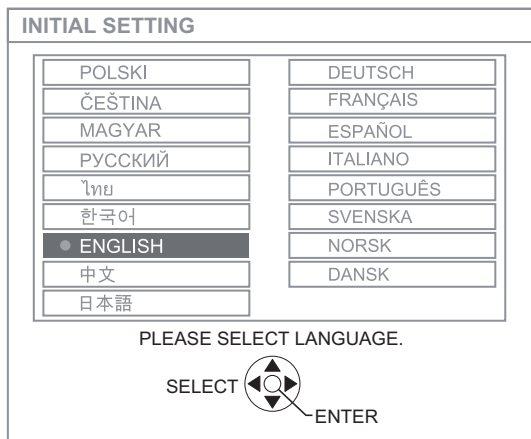 INITIAL SETTING
POLSKI
ČEŠTINA
MAGYAR
РУССКИЙ
ไทย
한국어
ENGLISH
中文
日本語
DEUTSCH
FRANÇAIS
ESPAÑOL
ITALIANO
PORTUGUÊS
SVENSKA
NORSK
DANSK
PLEASE SELECT LANGUAGE.
SELECT
ENTER